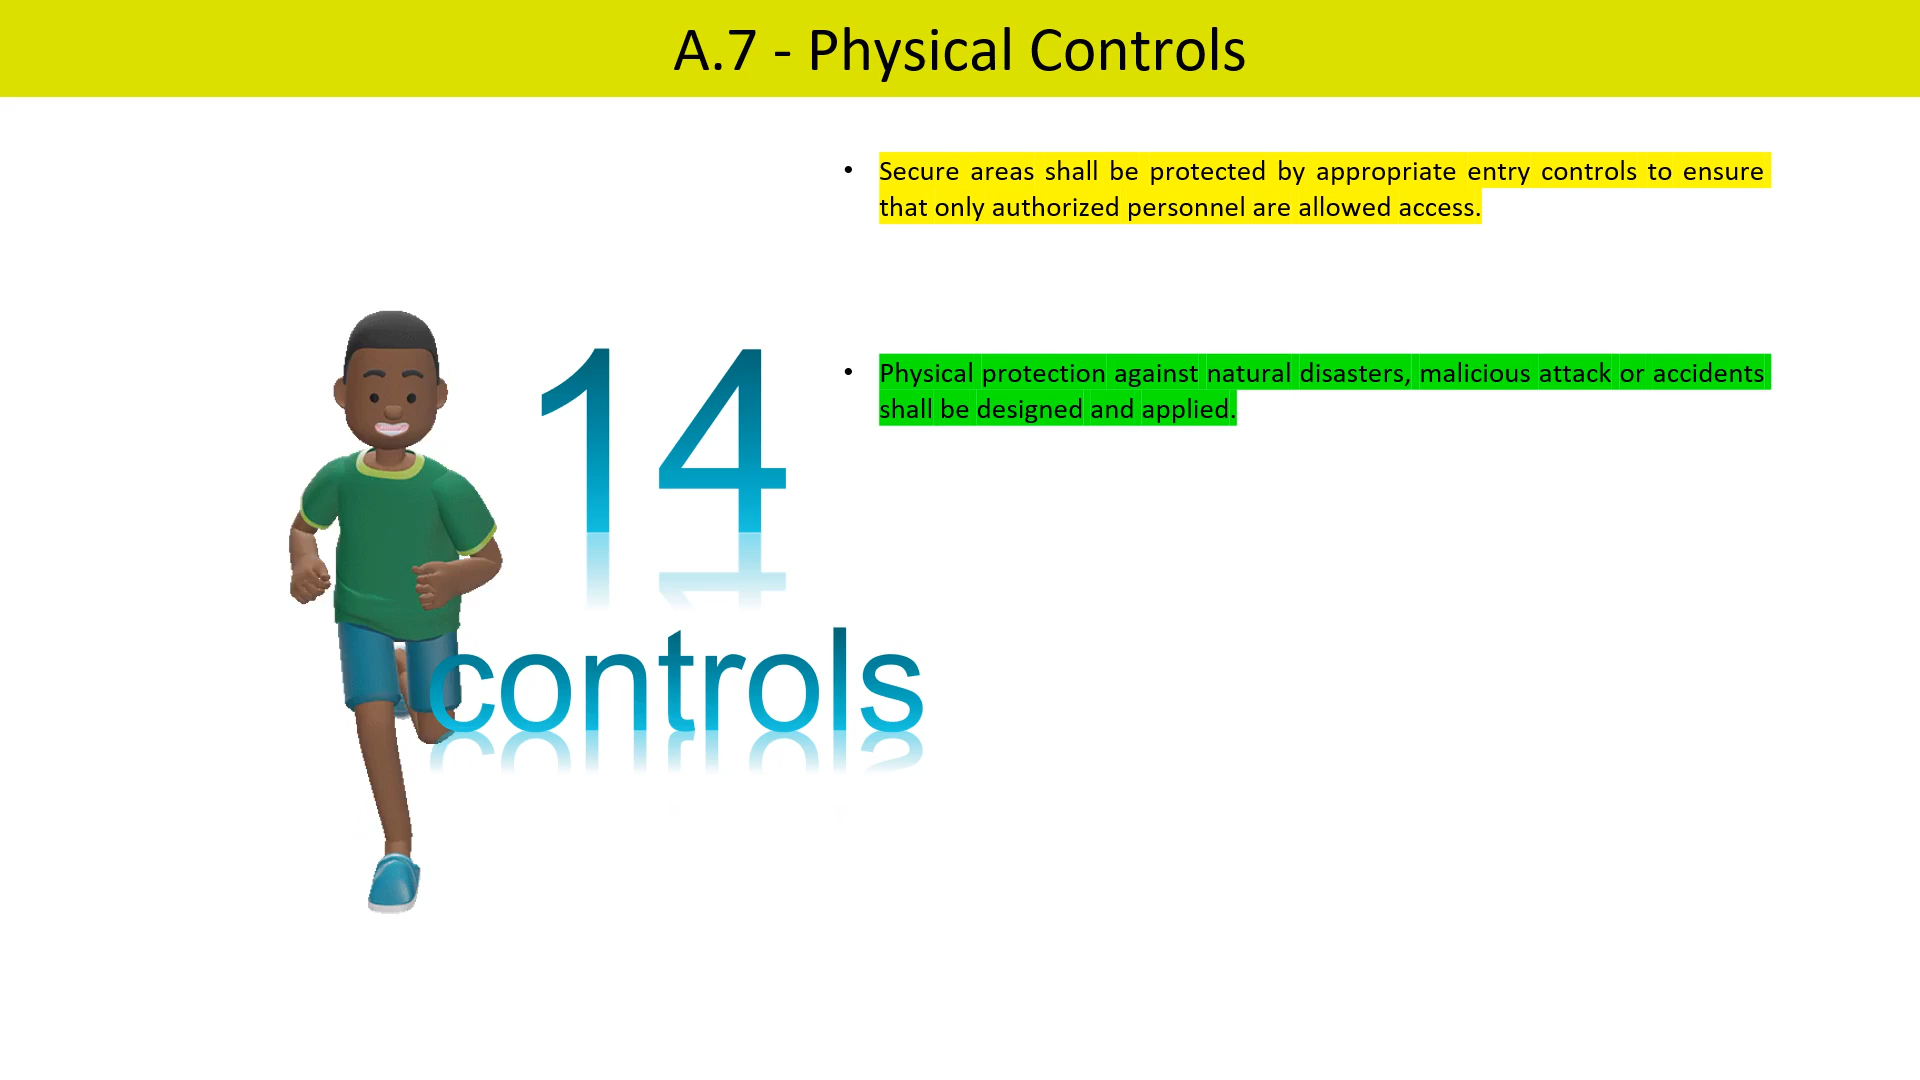 A.7 - Physical Controls
• Secure areas shall be protected by appropriate entry controls to ensure
that only authorized personnel are allowed access.
• Physical protection against natural disasters, malicious attack or accidents
shall be designed and applied.
14
controls